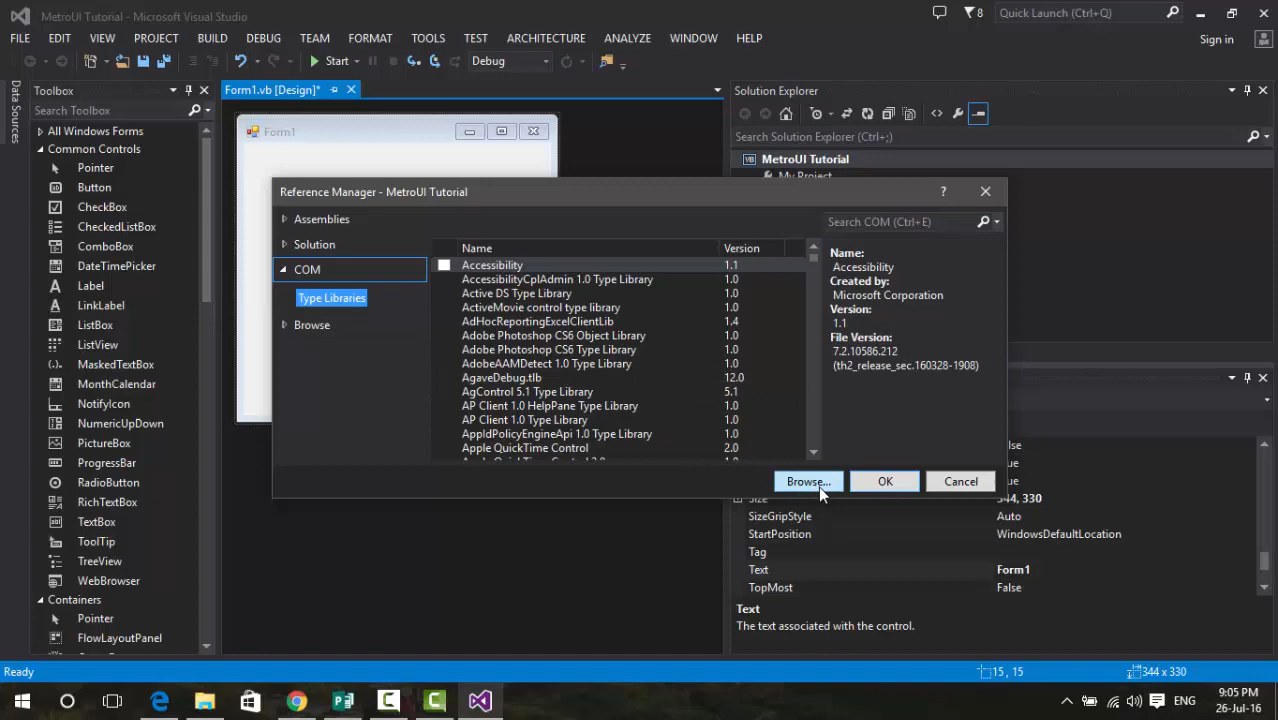 MetroUI Tutorial - Microsoft Visual Studio
8
Quick Launch (Ctrl+Q)
FILE EDIT VIEW PROJECT BUILD DEBUG TEAM FORMAT TOOLS TEST ARCHITECTURE ANALYZE WINDOW HELP
Sign in
Start
Debug
Data Sources
Toolbox
Search Toolbox
All Windows Forms
Common Controls
Pointer
Button
CheckBox
CheckedListBox
ComboBox
DateTimePicker
Label
LinkLabel
ListBox
ListView
MaskedTextBox
MonthCalendar
NotifyIcon
NumericUpDown
PictureBox
ProgressBar
RadioButton
RichTextBox
TextBox
ToolTip
TreeView
WebBrowser
Containers
Pointer
FlowLayoutPanel
Form1.vb [Design]*
Form1
Solution Explorer
Search Solution Explorer (Ctrl+;)
MetroUI Tutorial
My Project
Reference Manager - MetroUI Tutorial
?
Assemblies
Solution
COM
Type Libraries
Browse
Search COM (Ctrl+E)
Name Version
Accessibility 1.1
AccessibilityCplAdmin 1.0 Type Library 1.0
Active DS Type Library 1.0
ActiveMovie control type library 1.0
AdHocReportingExcelClientLib 1.4
Adobe Photoshop CS6 Object Library 1.0
Adobe Photoshop CS6 Type Library 1.0
AdobeAAMDetect 1.0 Type Library 1.0
AgaveDebug.tlb 12.0
AgControl 5.1 Type Library 5.1
AP Client 1.0 HelpPane Type Library 1.0
AP Client 1.0 Type Library 1.0
AppIdPolicyEngineApi 1.0 Type Library 1.0
Apple QuickTime Control 2.0
Name:
Accessibility
Created by:
Microsoft Corporation
Version:
1.1
File Version:
7.2.10586.212
(th2_release_sec.160328-1908)
Browse... OK Cancel
Size 344, 330
SizeGripStyle Auto
StartPosition WindowsDefaultLocation
Tag
Text Form1
TopMost False
Text
The text associated with the control.
Ready
15 , 15
344 x 330
ENG
9:05 PM
26-Jul-16